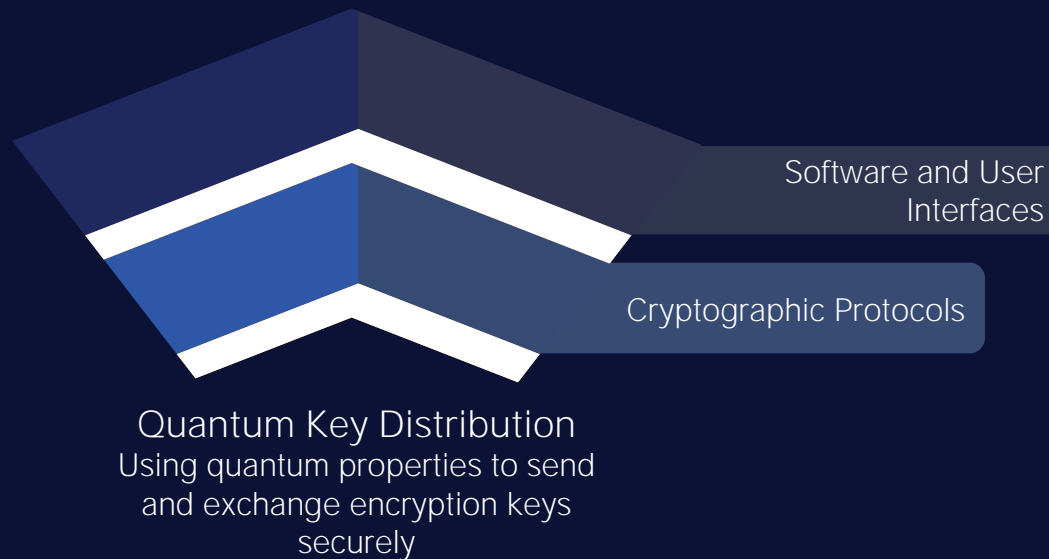 Software and User
Interfaces
Cryptographic Protocols
Quantum Key Distribution
Using quantum properties to send
and exchange encryption keys
securely